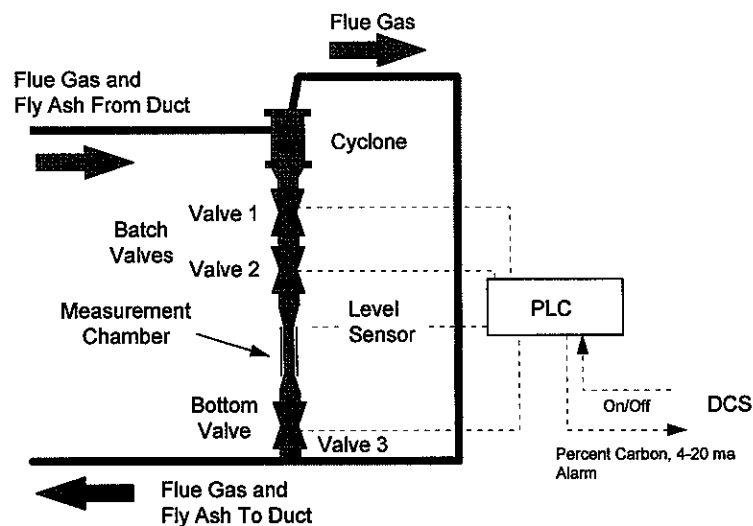 Flue Gas
Flue Gas and
Fly Ash From Duct
Cyclone
Valve 1
Batch
Valves
Valve 2
Measurement
Chamber
Level
Sensor
PLC
Bottom
Valve
Valve 3
On/Off
DCS
Percent Carbon, 4-20 ma
Alarm
Flue Gas and
Fly Ash To Duct